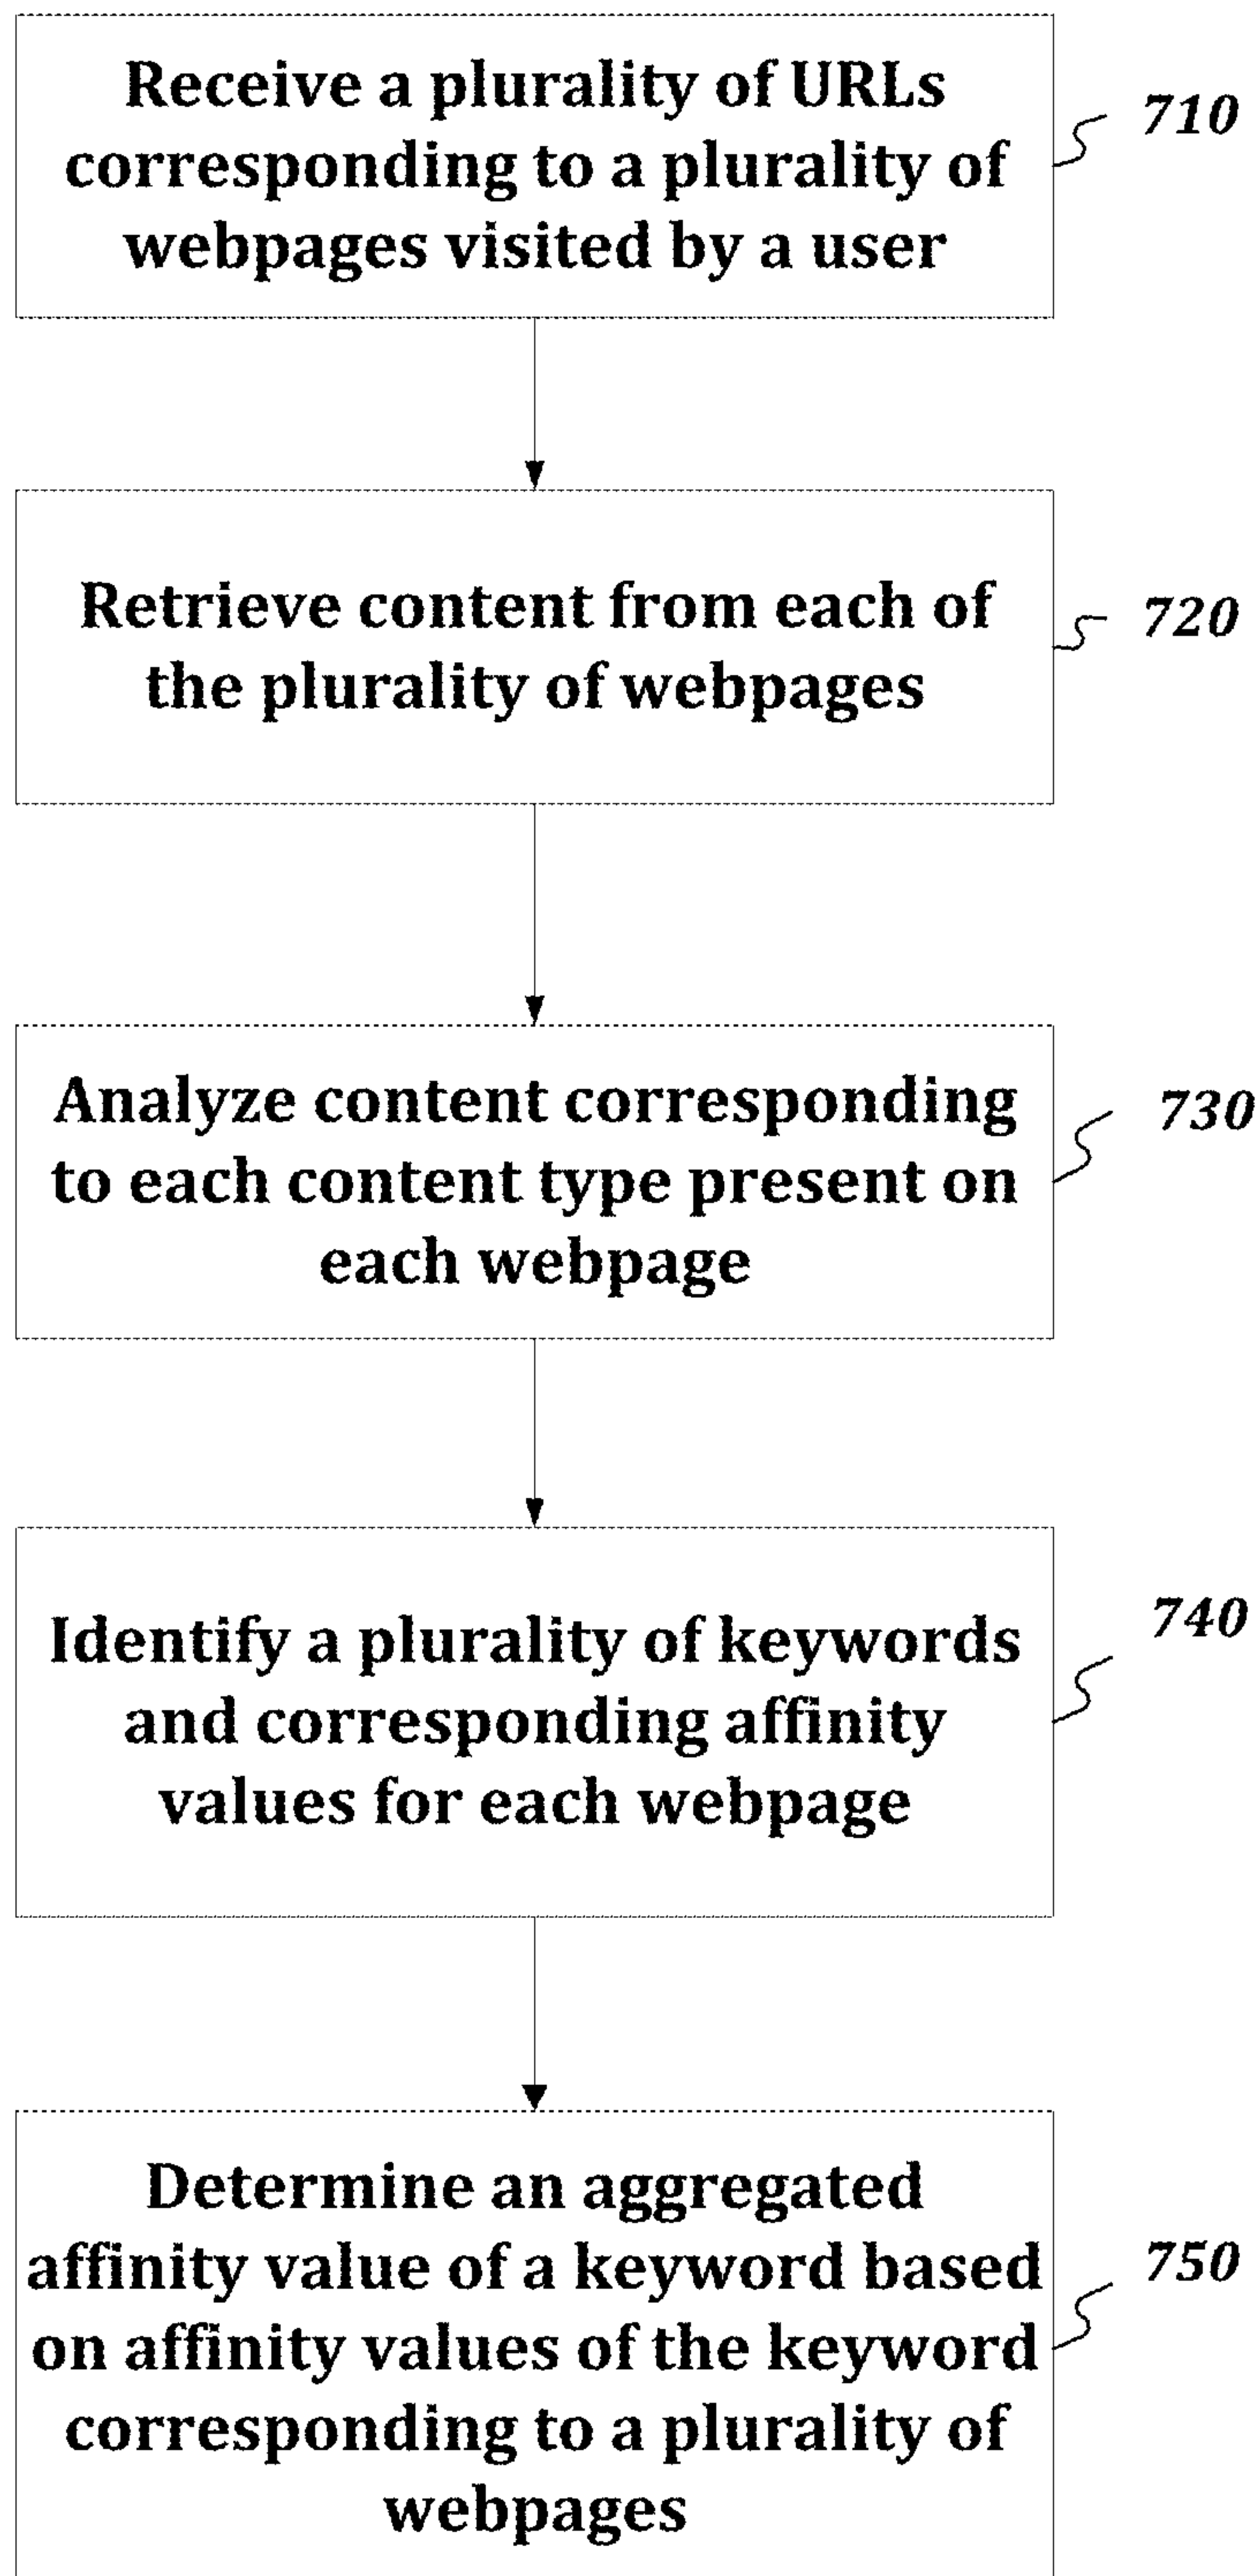 Receive a plurality of URLs
corresponding to a plurality of
webpages visited by a user
710
Retrieve content from each of
the plurality of webpages
720
Analyze content corresponding
to each content type present on
each webpage
730
Identify a plurality of keywords
and corresponding affinity
values for each webpage
740
Determine an aggregated
affinity value of a keyword based
on affinity values of the keyword
corresponding to a plurality of
webpages
750